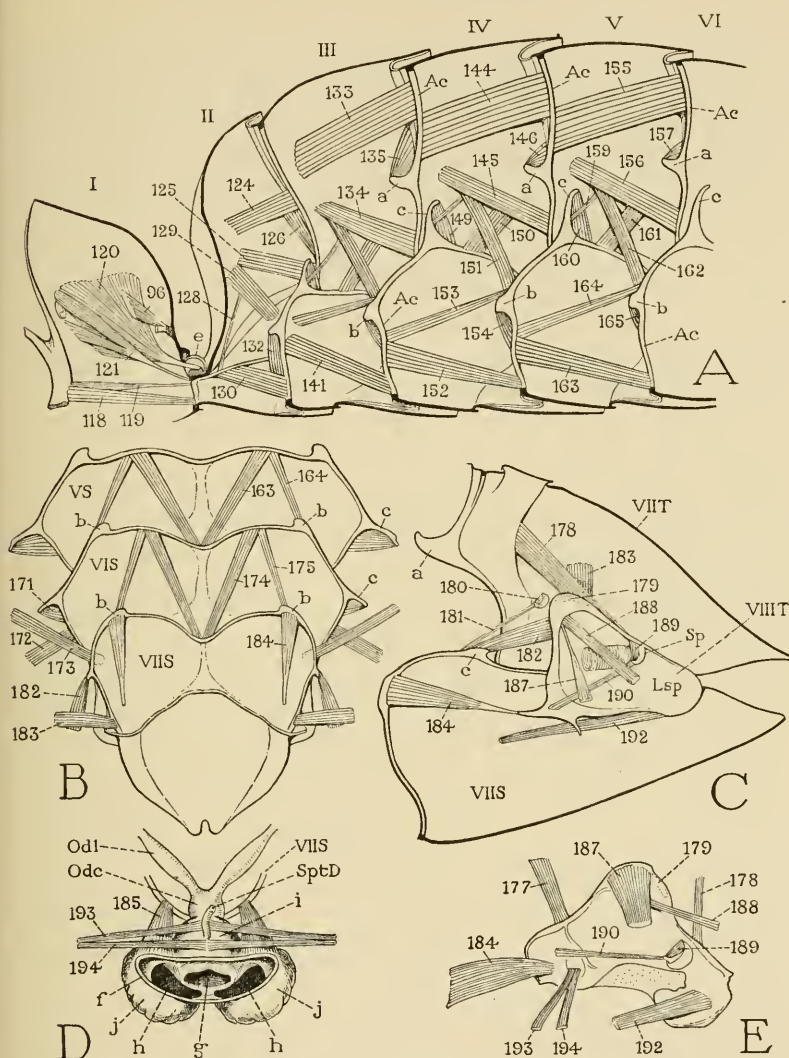 I
II
III
IV
V
VI
133
Ac
144
Ac
155
Ac
135
146
157
a
a
a
124
125
126
129
134
145
159
156
c
c
c
149
150
160
161
120
96
128
151
162
e
153
164
b
Ac
b
b
154
165
Ac
121
132
130
141
152
163
118
119
A
VS
163
164
b
b
c
VIS
174
175
171
c
172
173
b
b
VIIS
184
182
183
B
178
VIIT
183
a
180
179
181
188
189
Sp
VIIIT
182
c
187
190
Lsp
184
192
VIIS
C
Odl
VIIS
Odc
SptD
185
i
193
194
f
j
h
g
h
j
D
187
179
177
178
188
190
189
184
193
194
192
E